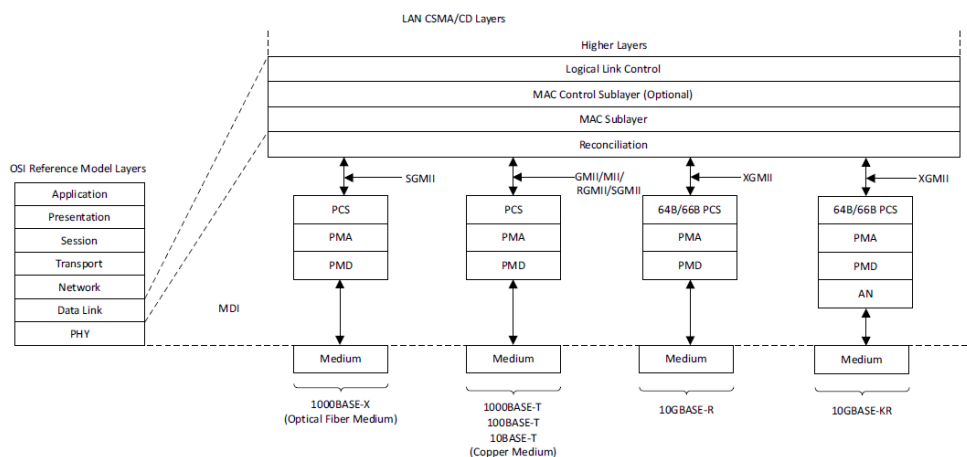 LAN CSMA/CD Layers
Higher Layers
Logical Link Control
MAC Control Sublayer (Optional)
MAC Sublayer
Reconciliation
OSI Reference Model Layers
Application
Presentation
Session
Transport
Network
Data Link
PHY
MDI
SGMII
GMII/MII/
RGMII/SGMII
XGMII
XGMII
PCS
PMA
PMD
PCS
PMA
PMD
64B/66B PCS
PMA
PMD
64B/66B PCS
PMA
PMD
AN
Medium
Medium
Medium
Medium
1000BASE-X
(Optical Fiber Medium)
1000BASE-T
100BASE-T
10BASE-T
(Copper Medium)
10GBASE-R
10GBASE-KR